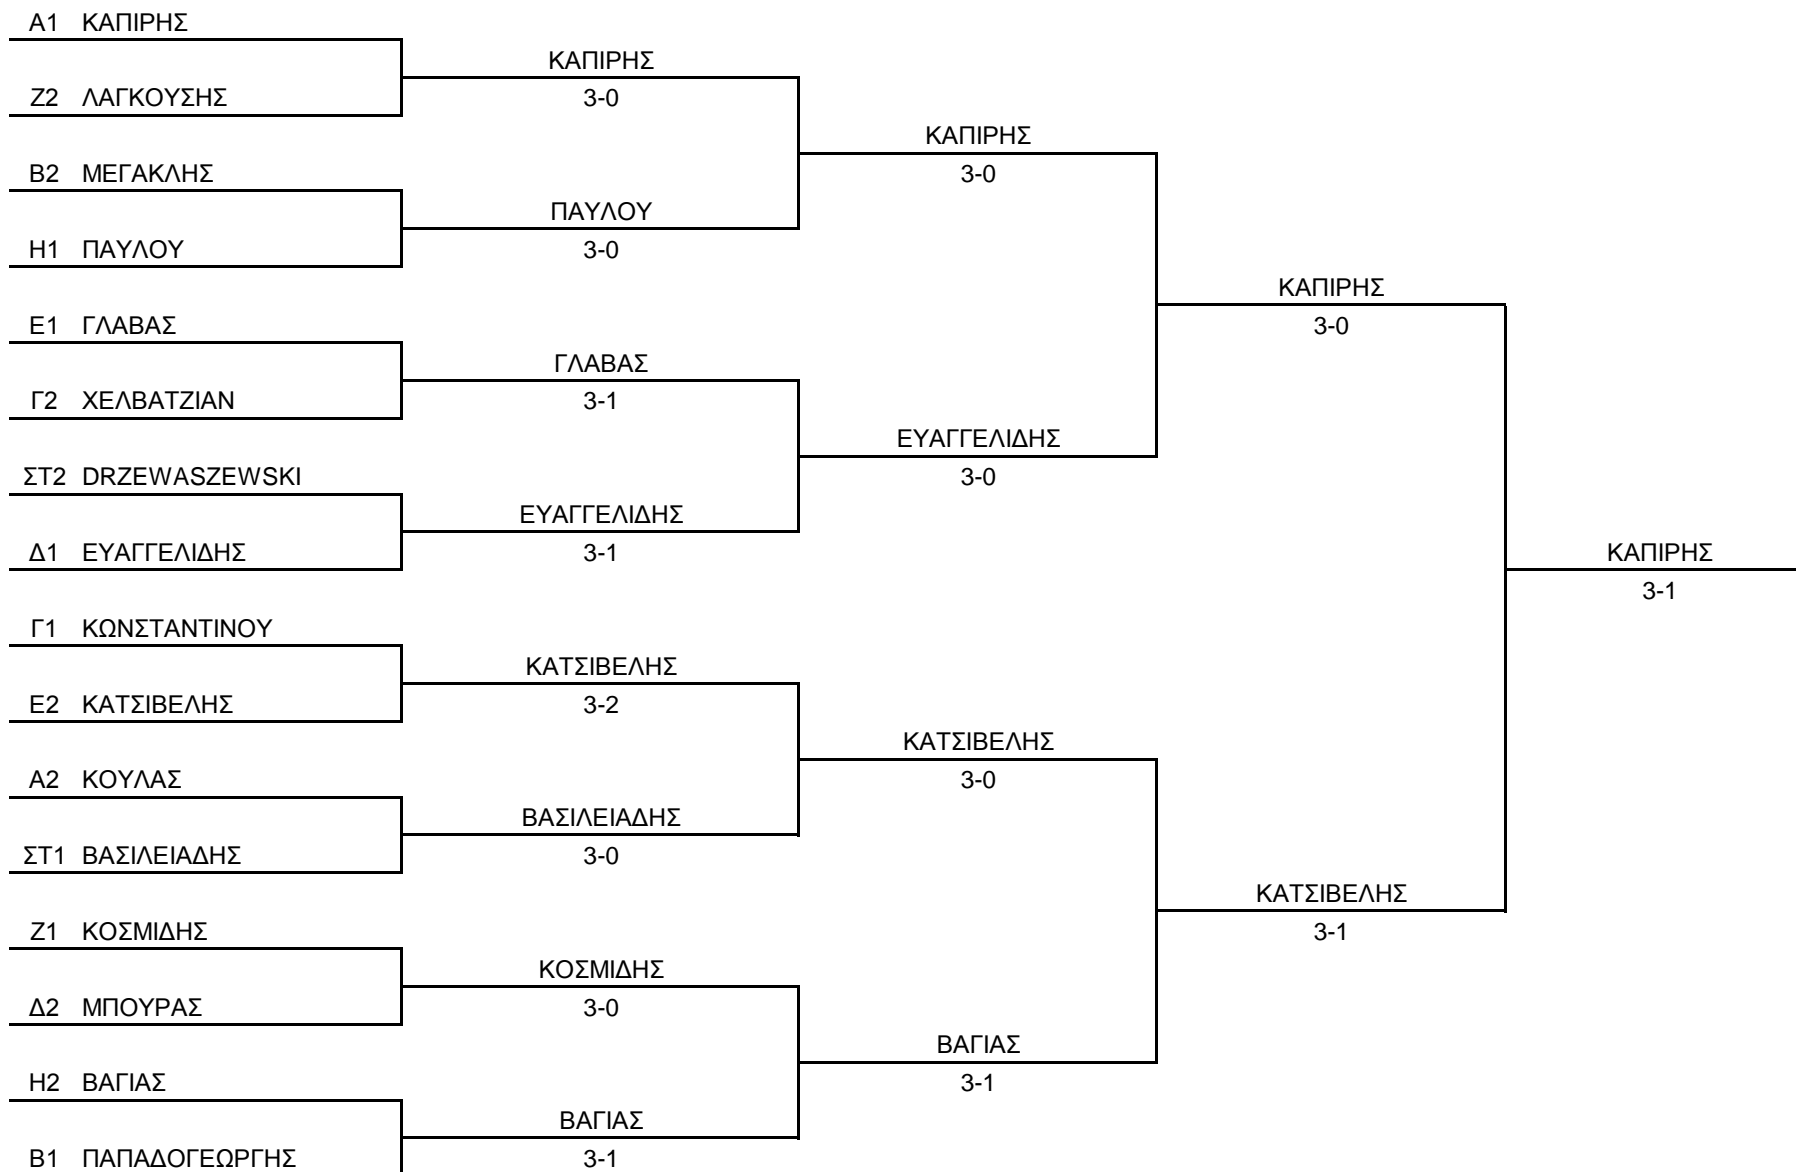 Α1 ΚΑΠΙΡΗΣ
ΚΑΠΙΡΗΣ
Ζ2 ΛΑΓΚΟΥΣΗΣ
3-0
ΚΑΠΙΡΗΣ
Β2 ΜΕΓΑΚΛΗΣ
3-0
ΠΑΥΛΟΥ
Η1 ΠΑΥΛΟΥ
3-0
ΚΑΠΙΡΗΣ
Ε1 ΓΛΑΒΑΣ
3-0
ΓΛΑΒΑΣ
Γ2 ΧΕΛΒΑΤΖΙΑΝ
3-1
ΕΥΑΓΓΕΛΙΔΗΣ
ΣΤ2 DRZEWASZEWSKI
3-0
ΕΥΑΓΓΕΛΙΔΗΣ
Δ1 ΕΥΑΓΓΕΛΙΔΗΣ
3-1
ΚΑΠΙΡΗΣ
3-1
Γ1 ΚΩΝΣΤΑΝΤΙΝΟΥ
ΚΑΤΣΙΒΕΛΗΣ
Ε2 ΚΑΤΣΙΒΕΛΗΣ
3-2
ΚΑΤΣΙΒΕΛΗΣ
Α2 ΚΟΥΛΑΣ
3-0
ΒΑΣΙΛΕΙΑΔΗΣ
ΣΤ1 ΒΑΣΙΛΕΙΑΔΗΣ
3-0
ΚΑΤΣΙΒΕΛΗΣ
Ζ1 ΚΟΣΜΙΔΗΣ
3-1
ΚΟΣΜΙΔΗΣ
Δ2 ΜΠΟΥΡΑΣ
3-0
ΒΑΓΙΑΣ
Η2 ΒΑΓΙΑΣ
3-1
ΒΑΓΙΑΣ
Β1 ΠΑΠΑΔΟΓΕΩΡΓΗΣ
3-1